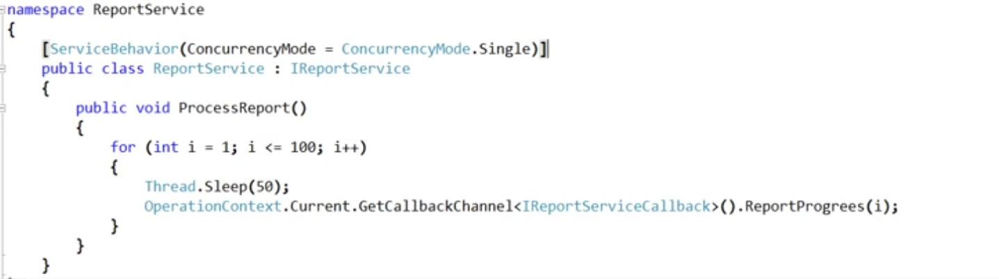 namespace ReportService
{
[ServiceBehavior(ConcurrencyMode = ConcurrencyMode.Single)]
public class ReportService : IReportService
{
public void ProcessReport()
{
for (int i = 1; i <= 100; i++)
{
Thread.Sleep(50);
OperationContext.Current.GetCallbackChannel<IReportServiceCallback>().ReportProgrees(i);
}
}
}